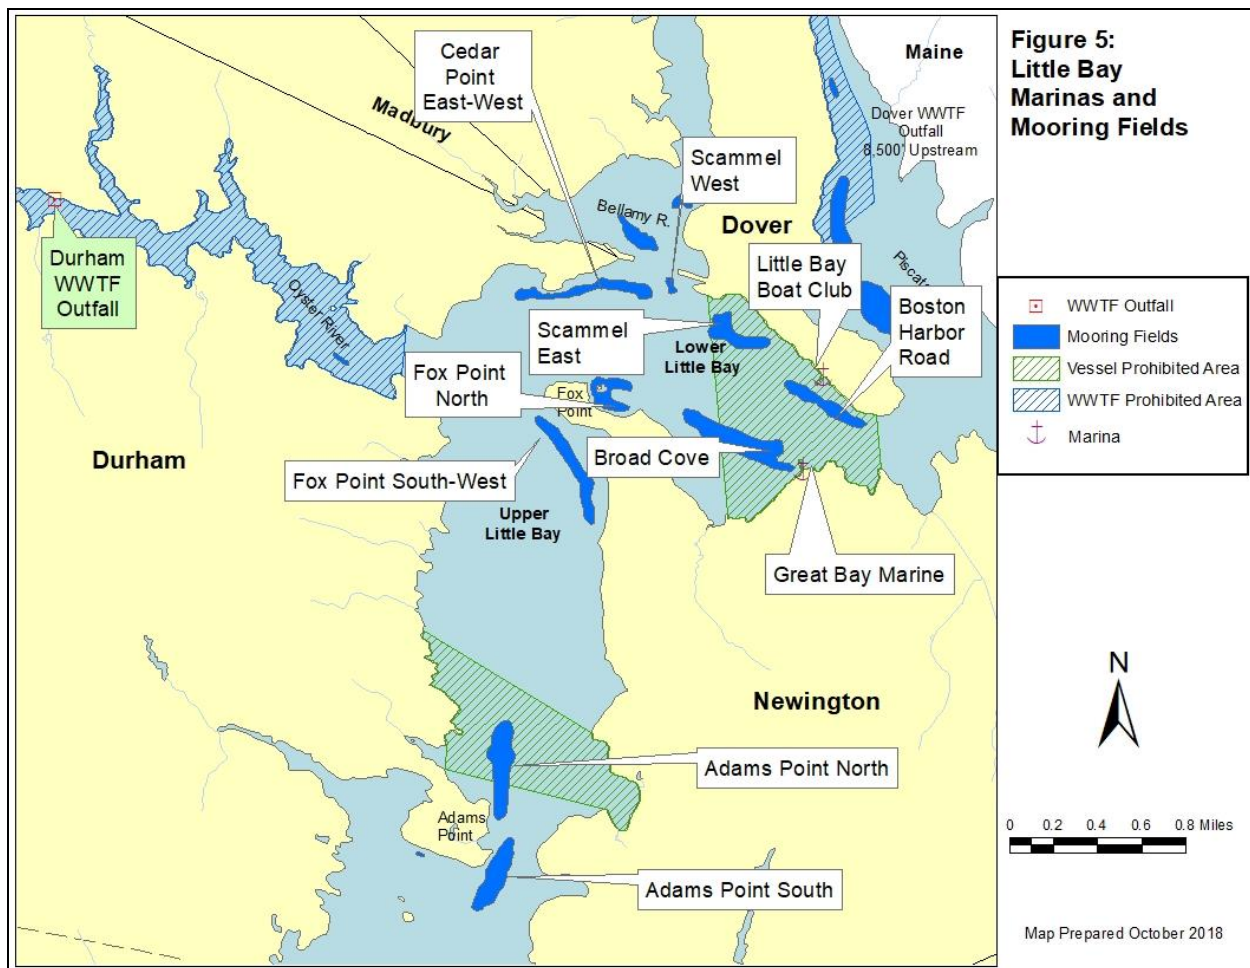 Figure 5:
Little Bay
Marinas and
Mooring Fields
Maine
Dover WWTF
Outfall
8,500' Upstream
Cedar
Point
East-West
Madbury
Scammel
West
Bellamy R.
Dover
Durham
WWTF
Outfall
Oyster River
Little Bay
Boat Club
Piscata
Boston
Harbor
Road
Scammel
East
Lower
Little Bay
Fox Point
North
Fox
Point
Durham
Broad Cove
Fox Point South-West
Upper
Little Bay
Great Bay Marine
Newington
Adams Point North
Adams
Point
Adams Point South
WWTF Outfall
Mooring Fields
Vessel Prohibited Area
WWTF Prohibited Area
Marina
N
0 0.2 0.4 0.6 0.8 Miles
Map Prepared October 2018